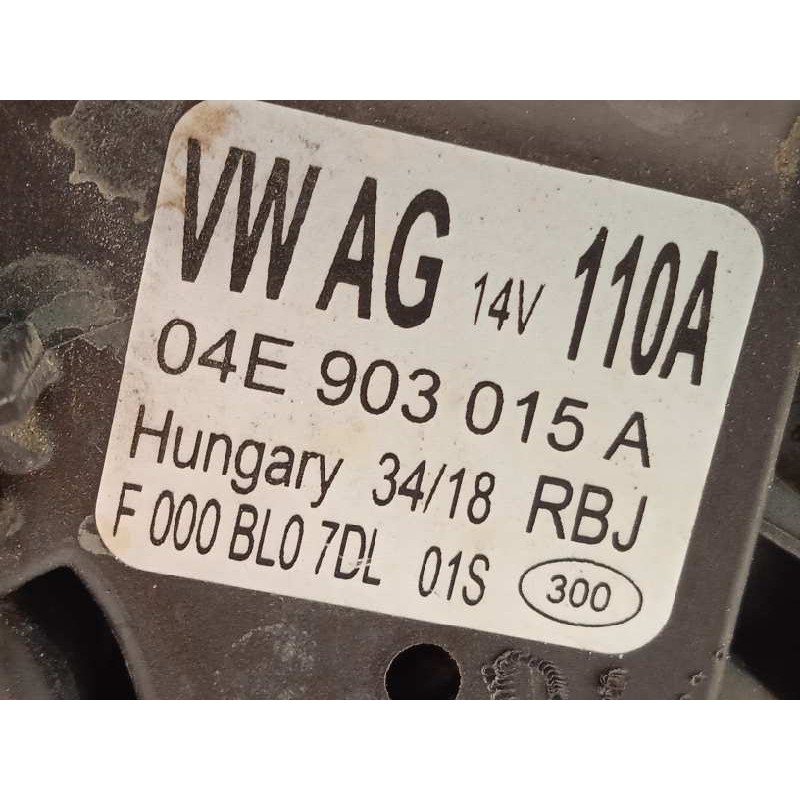 VW AG 14V 110A
04E 903 015 A
Hungary 34/18 RBJ
F 000 BL0 7DL 01S 300